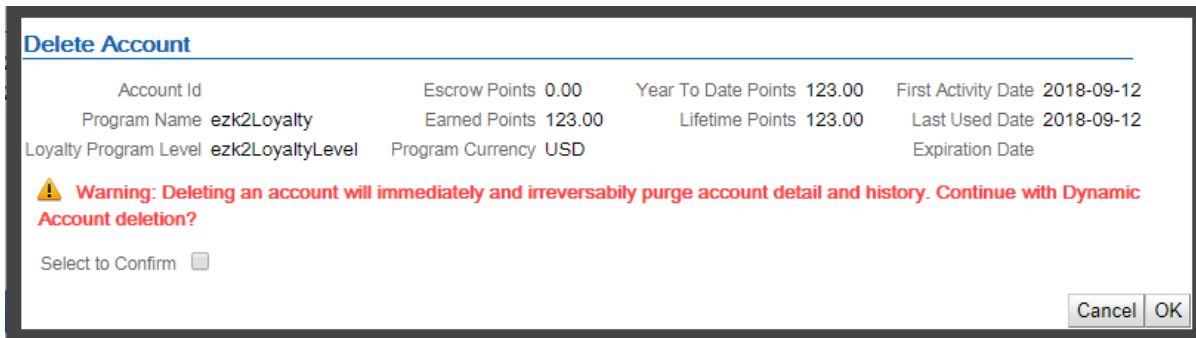 Delete Account
Account Id Escrow Points 0.00 Year To Date Points 123.00 First Activity Date 2018-09-12
Program Name ezk2Loyalty Earned Points 123.00 Lifetime Points 123.00 Last Used Date 2018-09-12
Loyalty Program Level ezk2LoyaltyLevel Program Currency USD Expiration Date
Warning: Deleting an account will immediately and irreversabily purge account detail and history. Continue with Dynamic
Account deletion?
Select to Confirm
Cancel OK